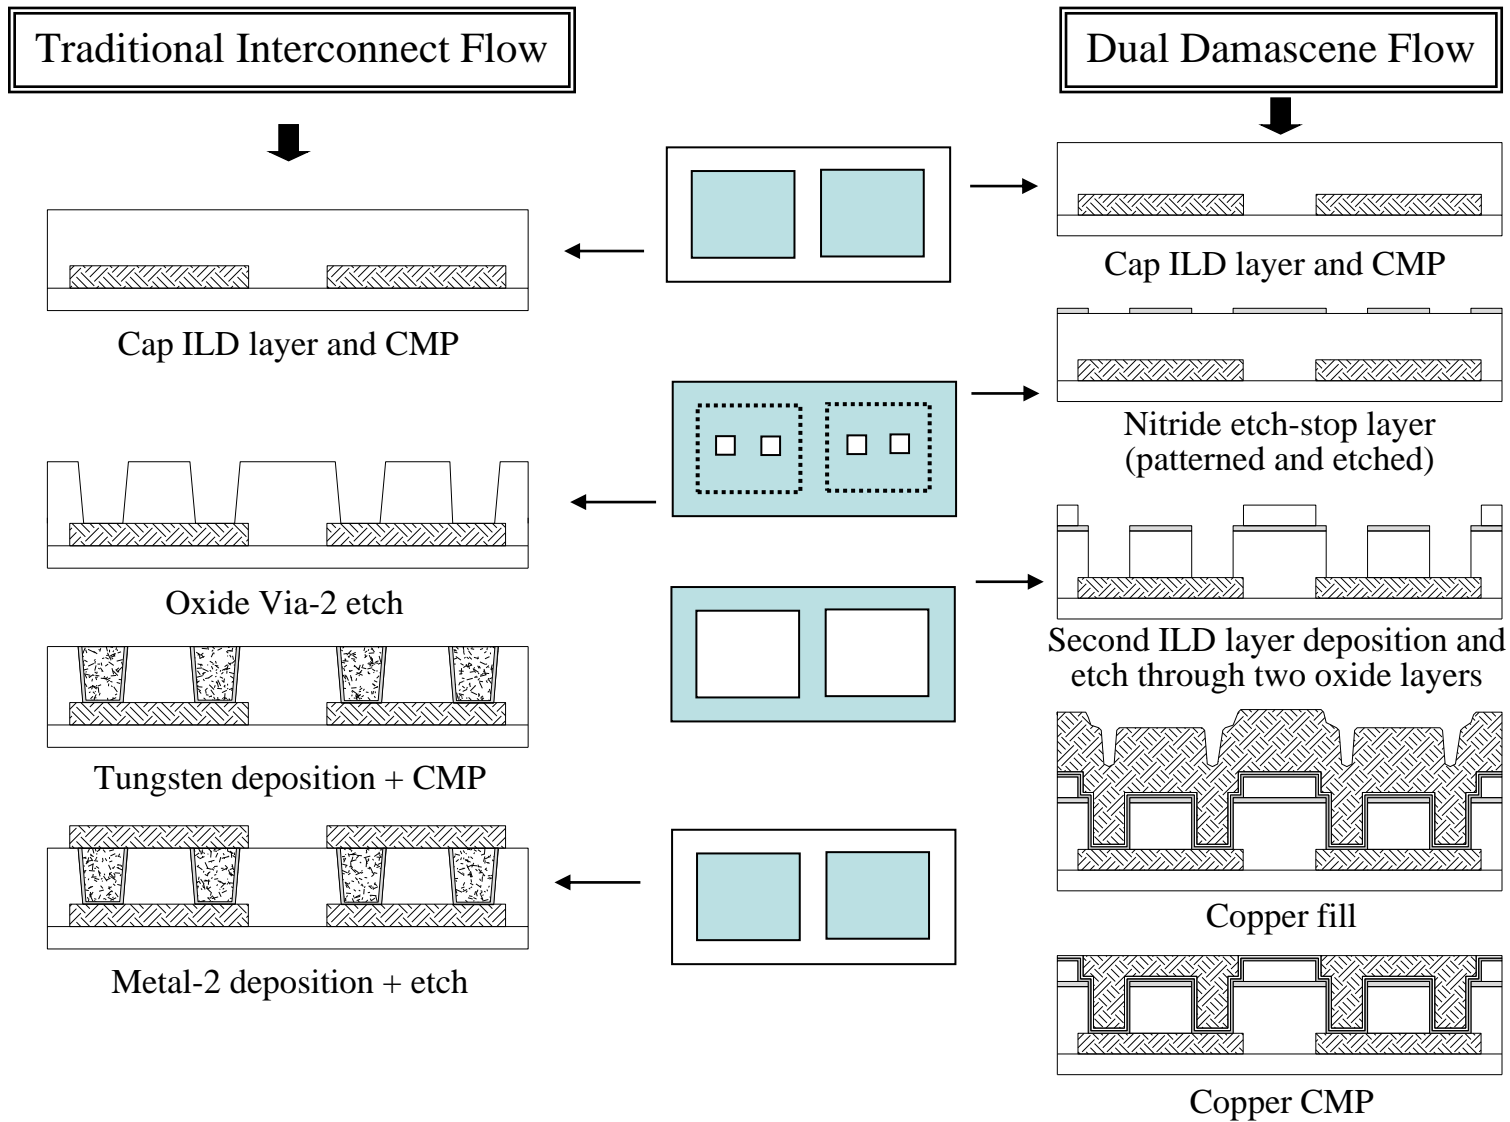 Traditional Interconnect Flow
Dual Damascene Flow
Cap ILD layer and CMP
Oxide Via-2 etch
Tungsten deposition + CMP
Metal-2 deposition + etch
Cap ILD layer and CMP
Nitride etch-stop layer
(patterned and etched)
Second ILD layer deposition and
etch through two oxide layers
Copper fill
Copper CMP